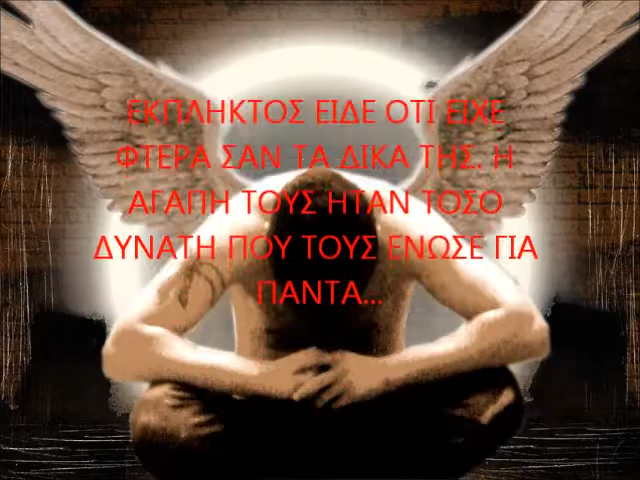 ΕΚΠΛΗΚΤΟΣ ΕΙΔΕ ΟΤΙ ΕΙΧΕ
ΦΤΕΡΑ ΣΑΝ ΤΑ ΔΙΚΑ ΤΗΣ. Η
ΑΓΑΠΗ ΤΟΥΣ ΗΤΑΝ ΤΟΣΟ
ΔΥΝΑΤΗ ΠΟΥ ΤΟΥΣ ΕΝΩΣΕ ΓΙΑ
ΠΑΝΤΑ...